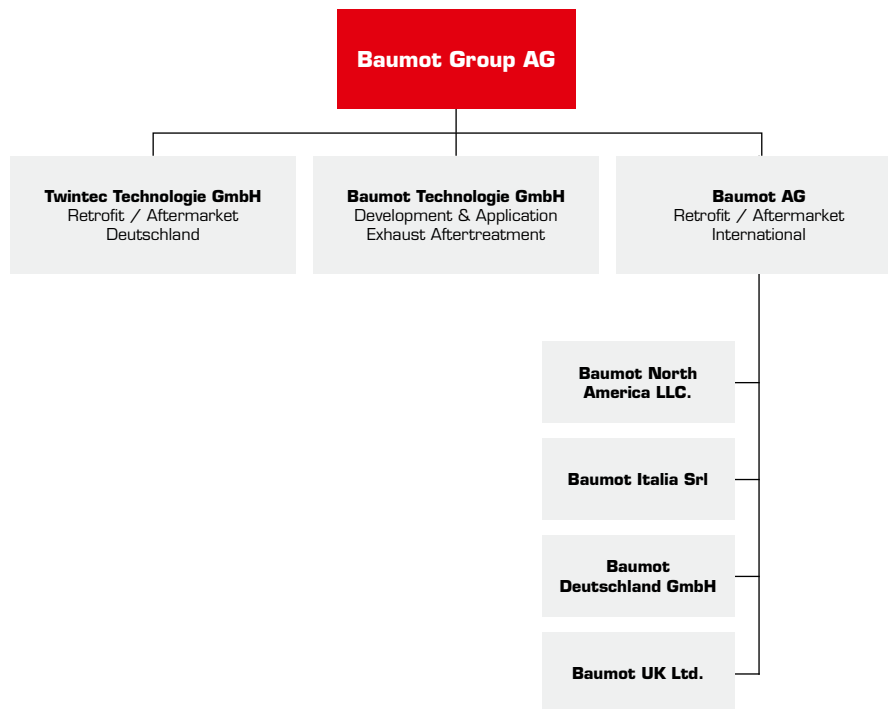 Baumot Group AG
Twintec Technologie GmbH
Retrofit / Aftermarket
Deutschland
Baumot Technologie GmbH
Development & Application
Exhaust Aftertreatment
Baumot AG
Retrofit / Aftermarket
International
Baumot North
America LLC.
Baumot Italia Srl
Baumot
Deutschland GmbH
Baumot UK Ltd.